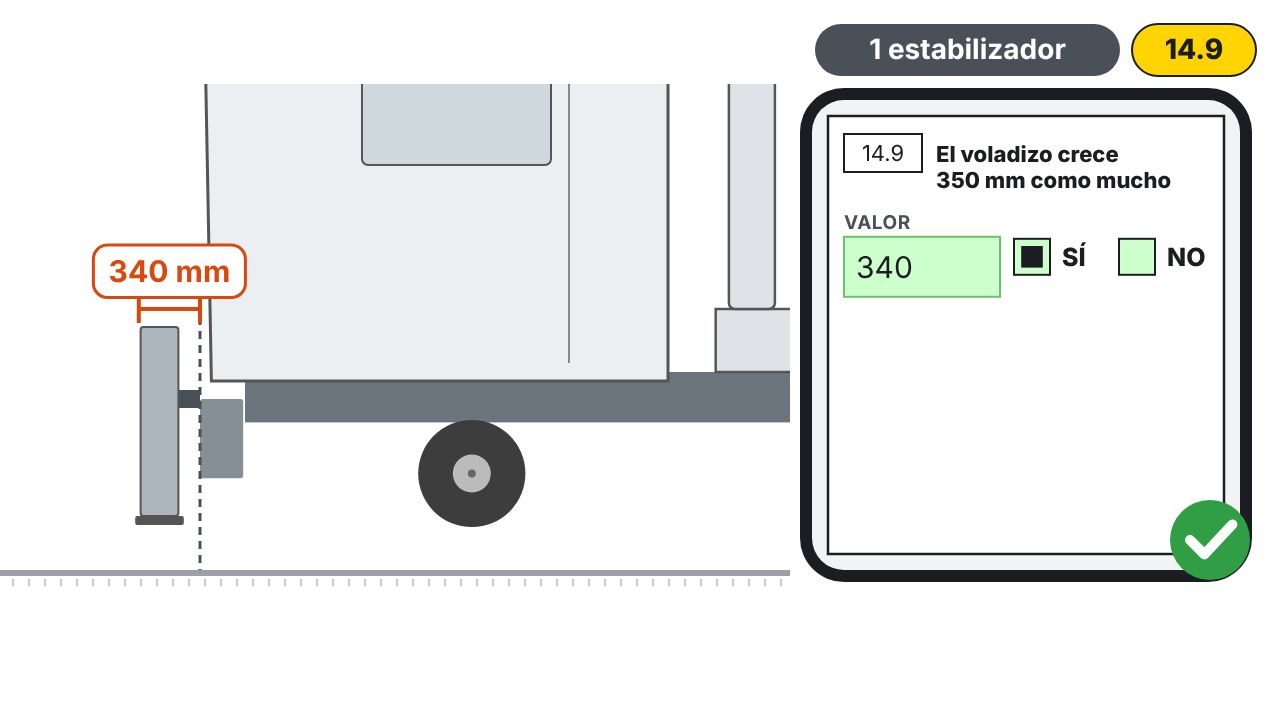 1 estabilizador
14.9
14.9
El voladizo crece
350 mm como mucho
VALOR
340
SÍ
NO
340 mm